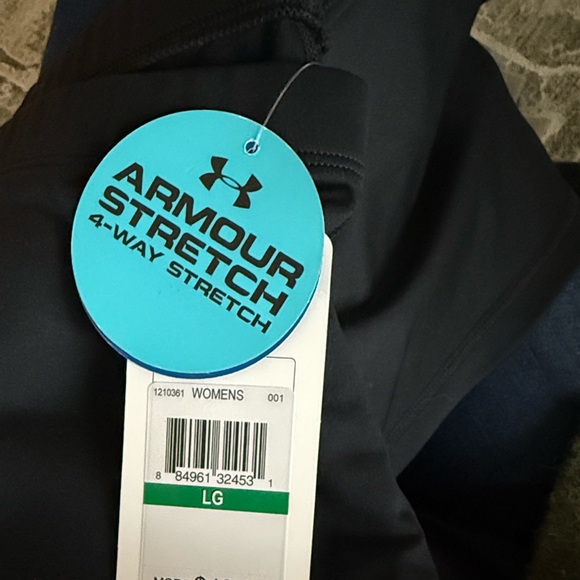 ARMOUR
STRETCH
4-WAY STRETCH
1210361 WOMENS 001
8 84961 32453 1
LG